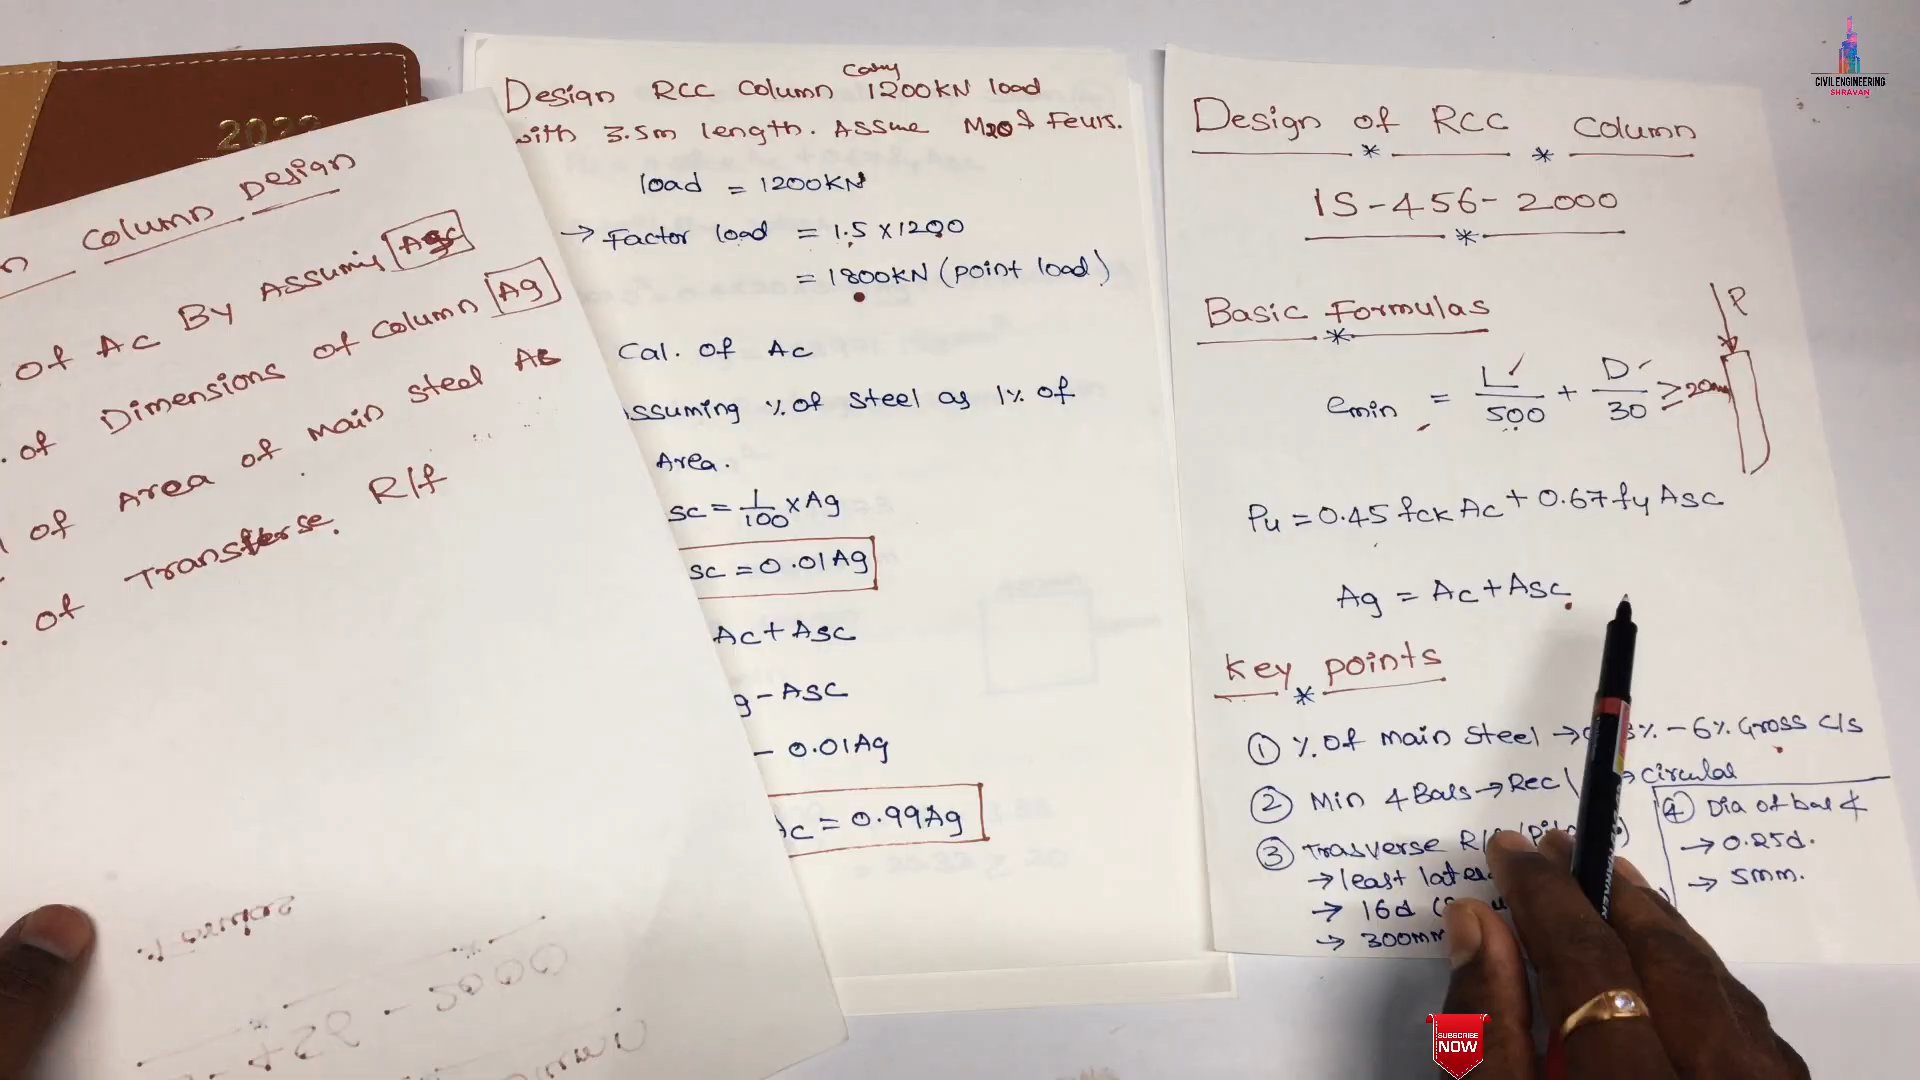 2023
Column Design
of Ac By Assuming Asc
of Dimensions of Column Ag
of Area of main steel
of Transverse. R/f
Design RCC Column Carry 1200KN load
with 3.5m length. Assume M20 & Fe415.
load = 1200KN
→ Factor load = 1.5 x 1200
= 1800KN (point load)
Cal. of Ac
Assuming % of steel as 1% of
Area.
sc = 1/100 x Ag
sc = 0.01Ag
Ac + Asc
g - Asc
- 0.01Ag
Ac = 0.99Ag
Design of RCC Column
IS-456-2000
Basic Formulas
emin = L/500 + D/30 ≥ 20mm
P
Pu = 0.45 fck Ac + 0.67 fy Asc
Ag = Ac + Asc
Key points
① % of main steel → % - 6% Gross C/s
② Min 4 Bars → Rec → circular
③ Trasverse
→ least
→ 16d
→ 300mm
④ Dia of bar
→ 0.25d.
→ 5mm.
CIVIL ENGINEERING
SHRAVAN
SUBSCRIBE
NOW